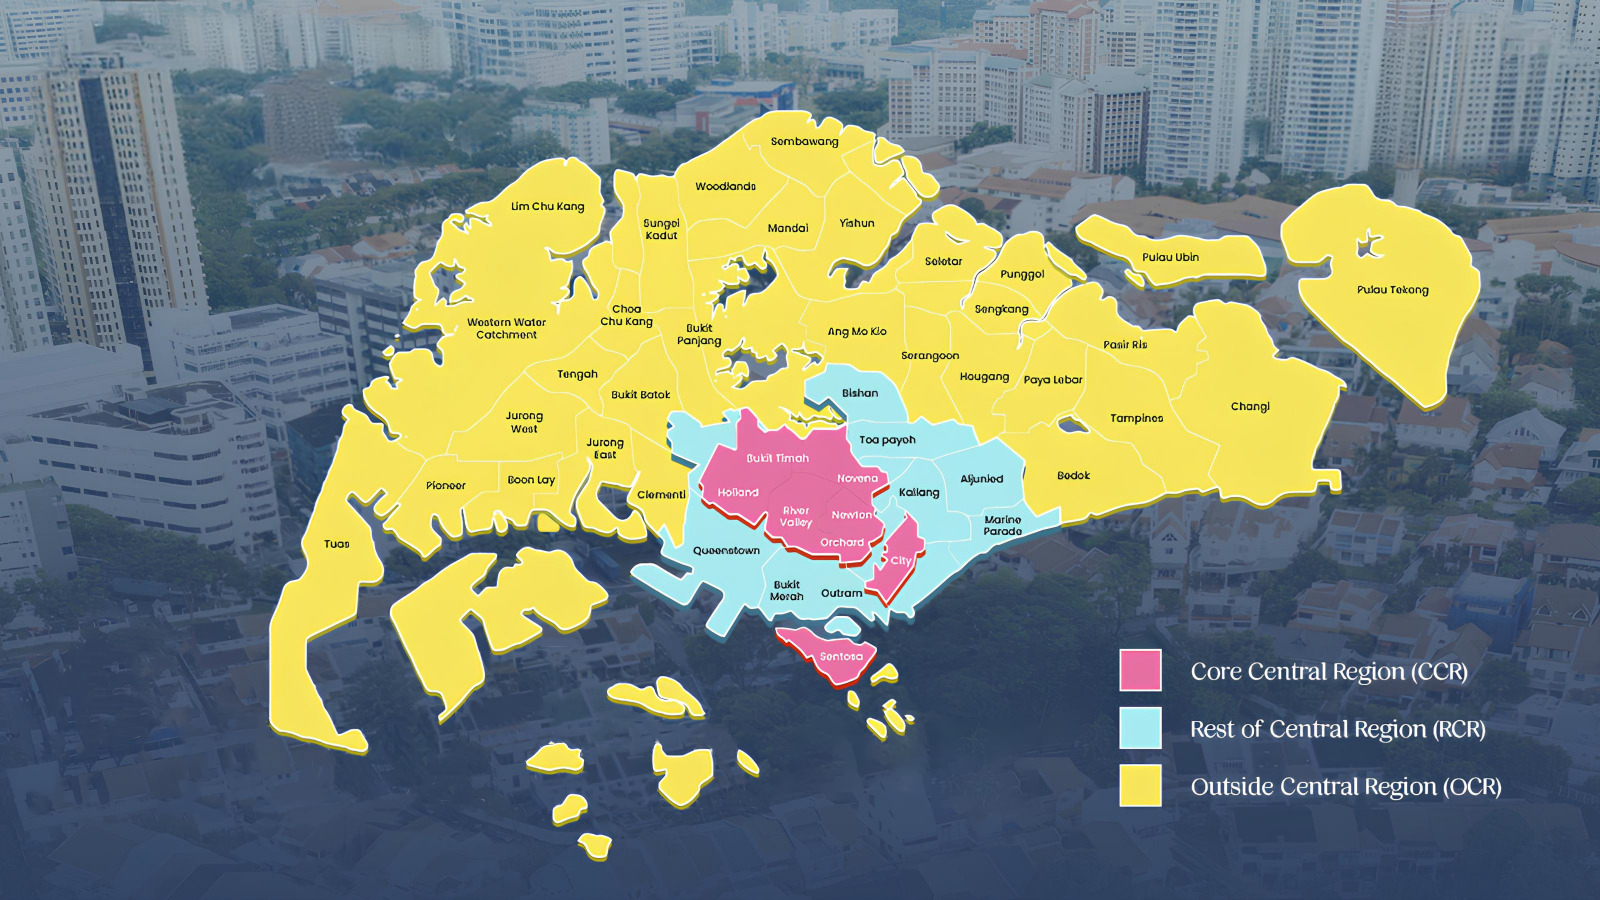 Sembawang
Woodlands
Lim Chu Kang
Sungei
Kadut
Mandai
Yishun
Seletar
Punggol
Pulau Ubin
Pulau Tekong
Western Water
Catchment
Choa
Chu Kang
Bukit
Panjang
Ang Mo Kio
Sengkang
Serangoon
Pasir Ris
Tengah
Bukit Batok
Bishan
Hougang
Paya Lebar
Changi
Jurong
West
Tampines
Jurong
East
Toa payoh
Bukit Timah
Pioneer
Boon Lay
Clementi
Holland
Novena
Kallang
Aljunied
Bedok
River
Valley
Newton
Marine
Parade
Tuas
Queenstown
Orchard
City
Bukit
Merah
Outram
Sentosa
Core Central Region (CCR)
Rest of Central Region (RCR)
Outside Central Region (OCR)